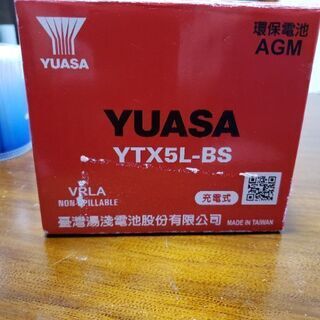 YUASA
環保電池
AGM
YUASA
YTX5L-BS
VRLA
NON-SPILLABLE
充電式
臺灣湯淺電池股份有限公司
MADE IN TAIWAN